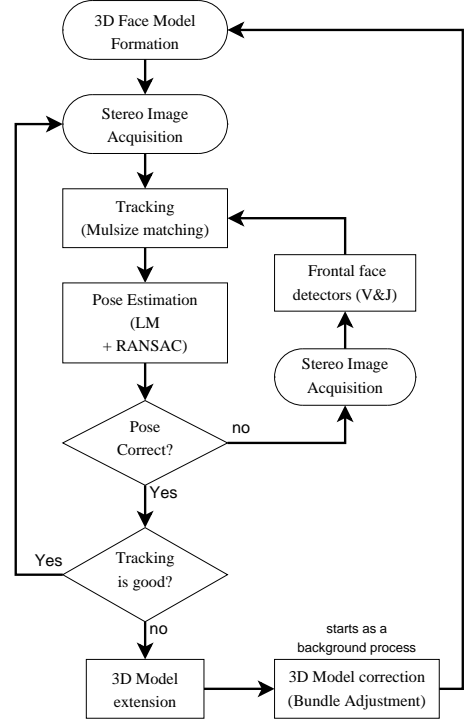 3D Face Model
Formation
Stereo Image
Acquisition
Tracking
(Mulsize matching)
Frontal face
detectors (V&J)
Pose Estimation
(LM
+ RANSAC)
Stereo Image
Acquisition
Pose
Correct?
no
Yes
Yes
Tracking
is good?
no
starts as a
background process
3D Model
extension
3D Model correction
(Bundle Adjustment)